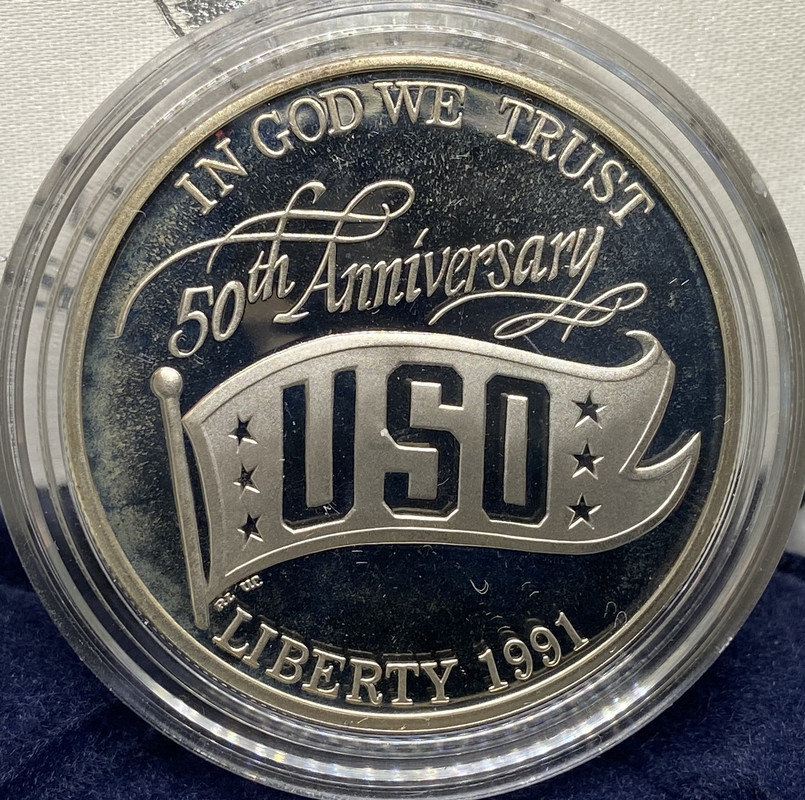 IN GOD WE TRUST
50th Anniversary
USO
LIBERTY 1991